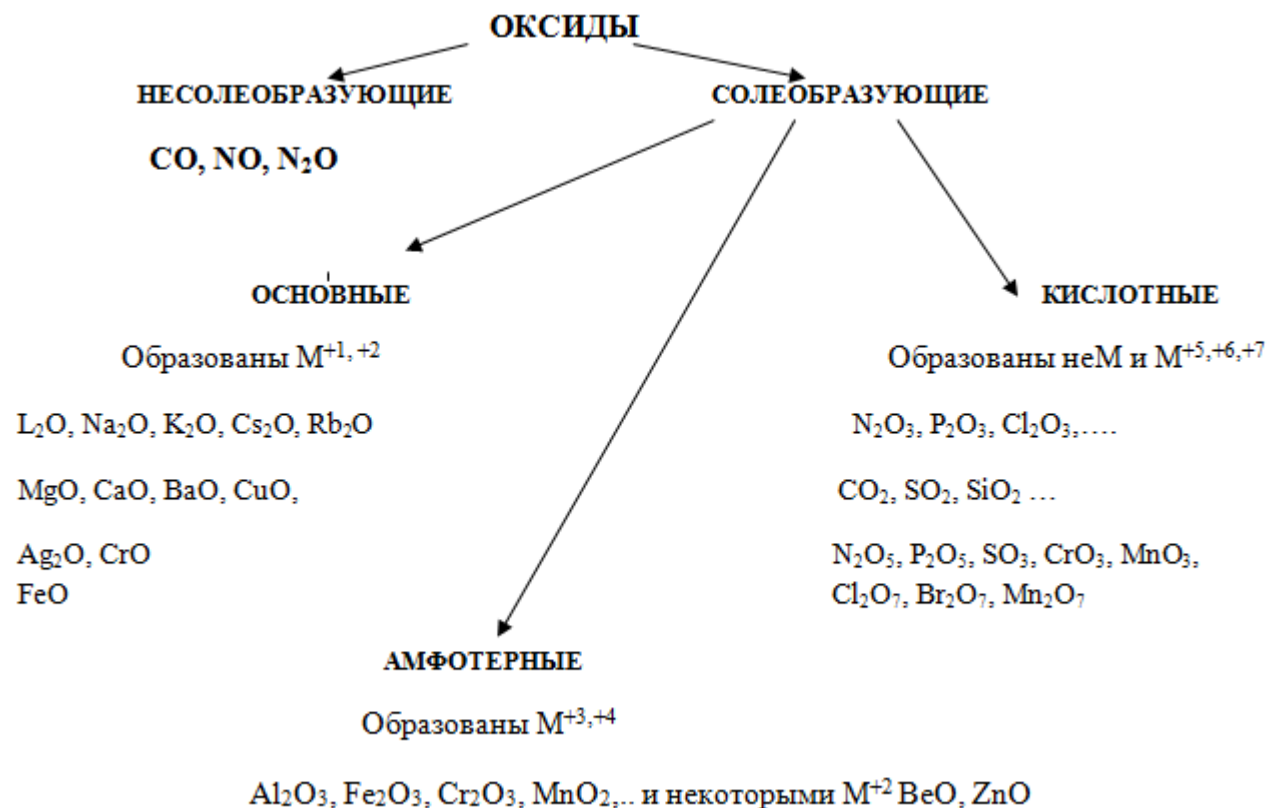 ОКСИДЫ
НЕСОЛЕОБРАЗУЮЩИЕ
СОЛЕОБРАЗУЮЩИЕ
CO, NO, N₂O
ОСНО́ВНЫЕ
КИСЛОТНЫЕ
Образованы М⁺¹, ⁺²
Образованы неМ и М⁺⁵,⁺⁶,⁺⁷
L₂O, Na₂O, K₂O, Cs₂O, Rb₂O
N₂O₃, P₂O₃, Cl₂O₃,….
MgO, CaO, BaO, CuO,
CO₂, SO₂, SiO₂ …
Ag₂O, CrO
N₂O₅, P₂O₅, SO₃, CrO₃, MnO₃,
FeO
Cl₂O₇, Br₂O₇, Mn₂O₇
АМФОТЕРНЫЕ
Образованы М⁺³,⁺⁴
Al₂O₃, Fe₂O₃, Cr₂O₃, MnO₂,.. и некоторыми М⁺² BeO, ZnO